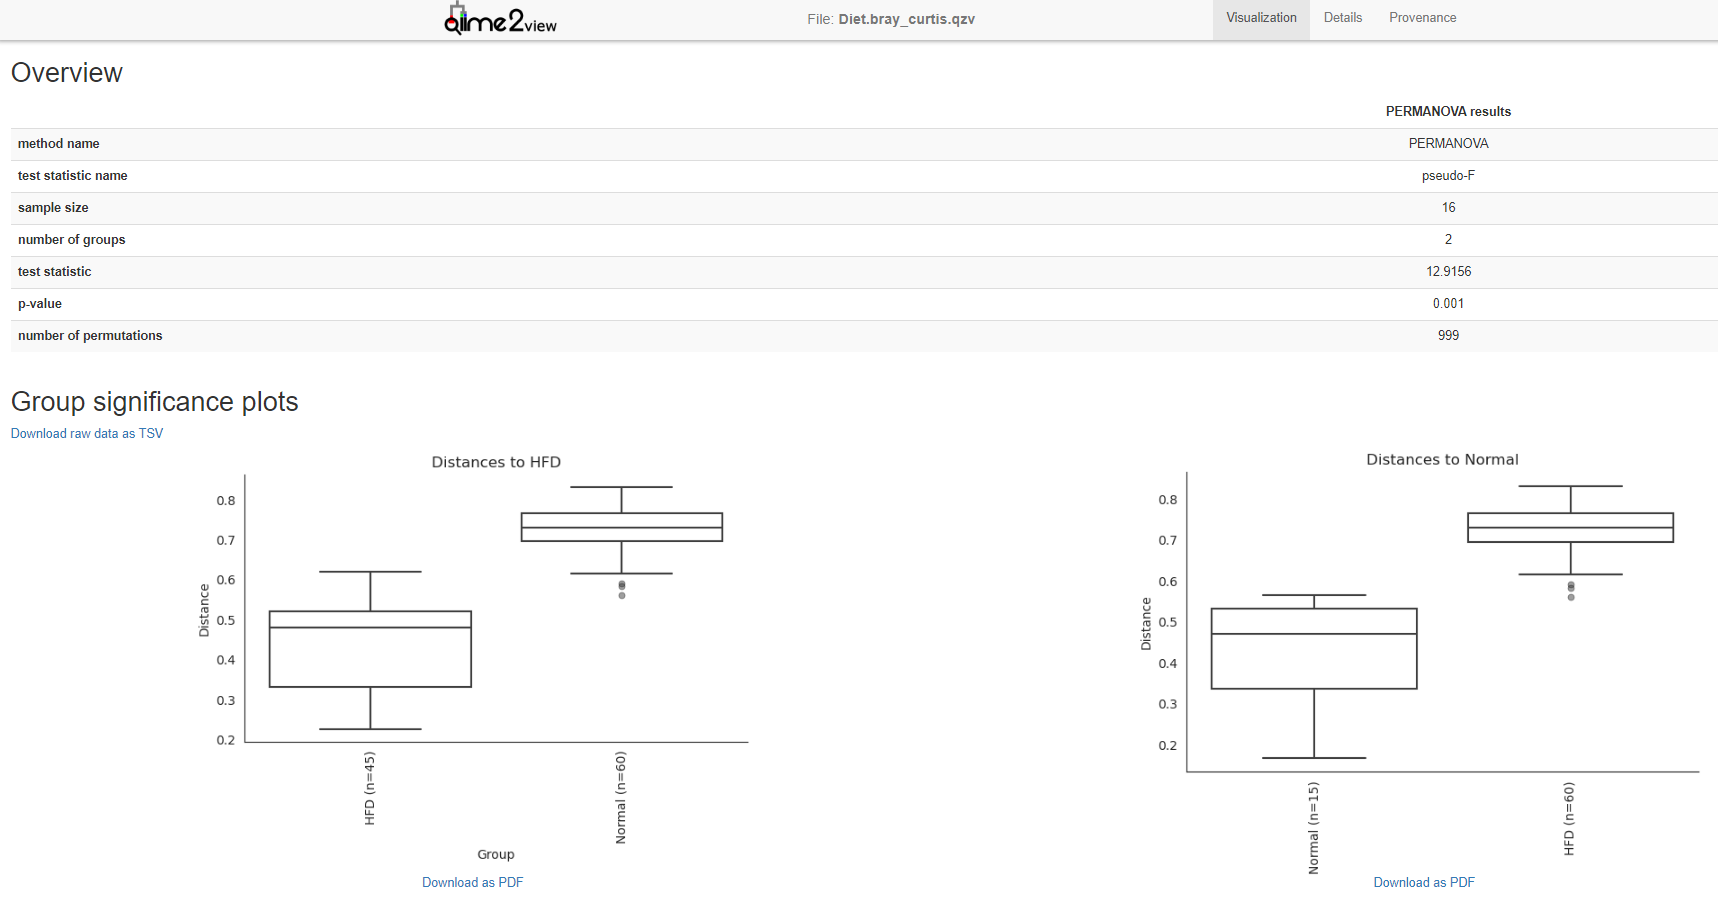 qiime2view
File: Diet.bray_curtis.qzv
Visualization Details Provenance
Overview
PERMANOVA results
method name PERMANOVA
test statistic name pseudo-F
sample size 16
number of groups 2
test statistic 12.9156
p-value 0.001
number of permutations 999
Group significance plots
Download raw data as TSV
Distances to HFD
Distance
0.8
0.7
0.6
0.5
0.4
0.3
0.2
HFD (n=45)
Normal (n=60)
Group
Download as PDF
Distances to Normal
Distance
0.8
0.7
0.6
0.5
0.4
0.3
0.2
Normal (n=15)
HFD (n=60)
Download as PDF